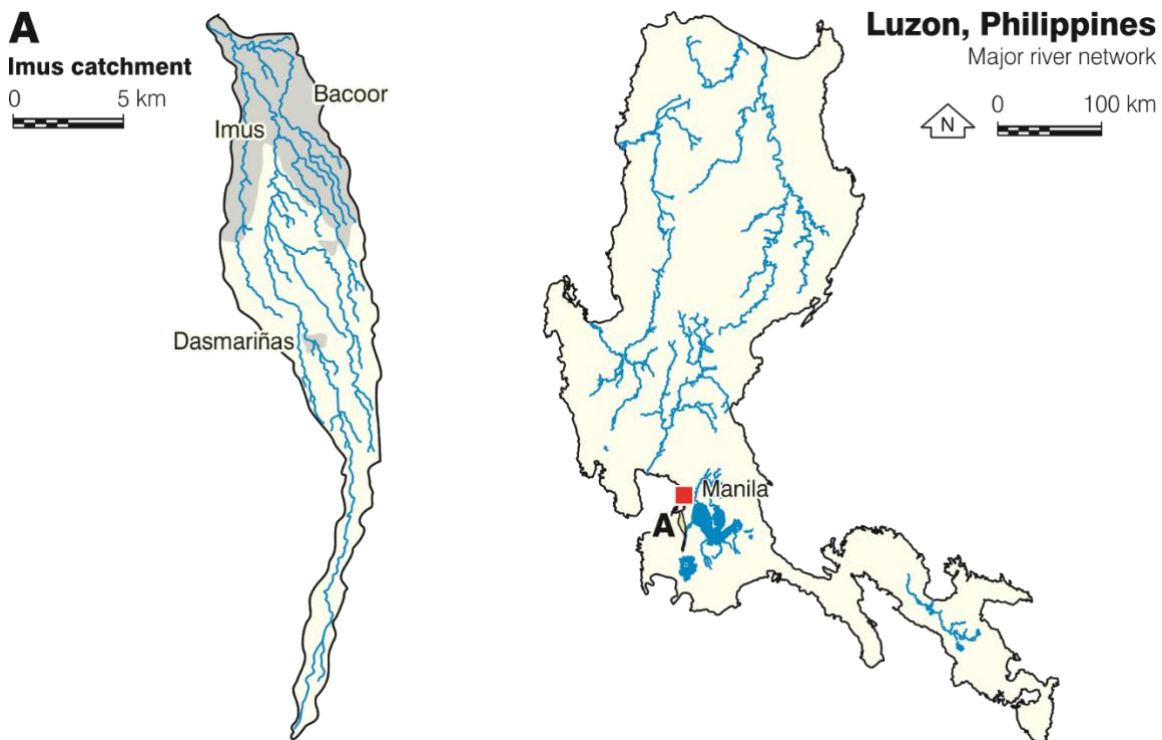 A
Imus catchment
0 5 km
Bacoor
Imus
Dasmariñas
Luzon, Philippines
Major river network
N
0 100 km
Manila
A